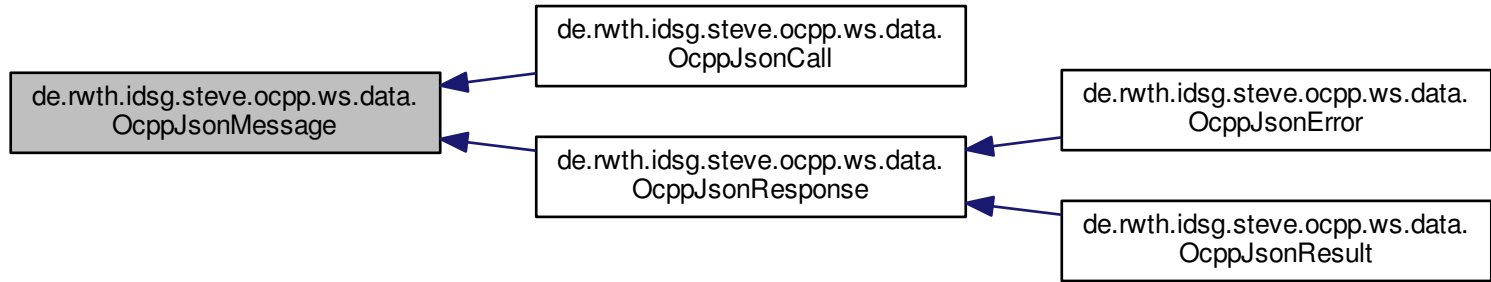 de.rwth.idsg.steve.ocpp.ws.data.
OcppJsonMessage
de.rwth.idsg.steve.ocpp.ws.data.
OcppJsonCall
de.rwth.idsg.steve.ocpp.ws.data.
OcppJsonResponse
de.rwth.idsg.steve.ocpp.ws.data.
OcppJsonError
de.rwth.idsg.steve.ocpp.ws.data.
OcppJsonResult